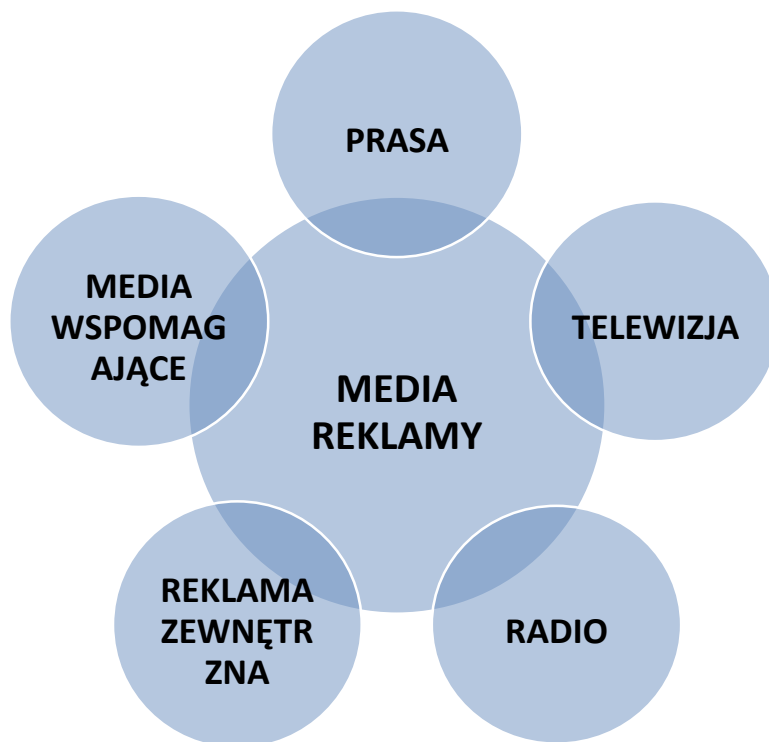 PRASA
MEDIA
WSPOMAG
AJĄCE
TELEWIZJA
MEDIA
REKLAMY
REKLAMA
ZEWNĘTR
ZNA
RADIO